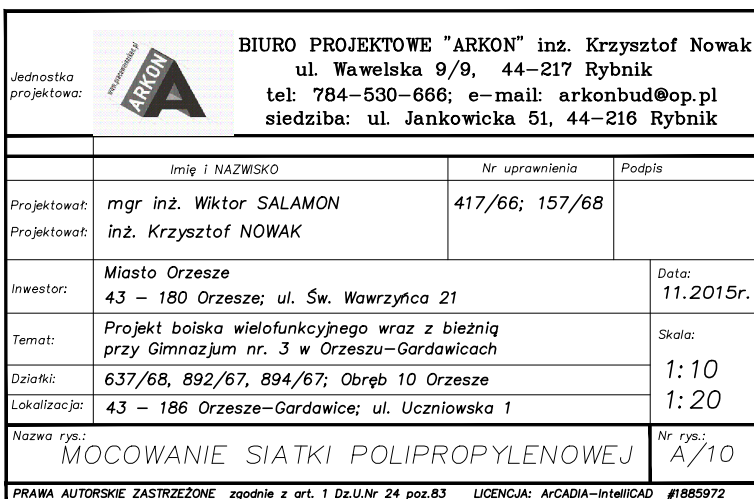 Jednostka
projektowa:
ARKON
BIURO PROJEKTOWE "ARKON" inż. Krzysztof Nowak
ul. Wawelska 9/9, 44-217 Rybnik
tel: 784-530-666; e-mail: arkonbud@op.pl
siedziba: ul. Jankowicka 51, 44-216 Rybnik
Imię i NAZWISKO Nr uprawnienia Podpis
Projektował: mgr inż. Wiktor SALAMON 417/66; 157/68
Projektował: inż. Krzysztof NOWAK
Inwestor:
Miasto Orzesze
43 - 180 Orzesze; ul. Św. Wawrzyńca 21
Data:
11.2015r.
Temat:
Projekt boiska wielofunkcyjnego wraz z bieżnią
przy Gimnazjum nr. 3 w Orzeszu-Gardawicach
Skala:
1:10
1:20
Działki: 637/68, 892/67, 894/67; Obręb 10 Orzesze
Lokalizacja: 43 - 186 Orzesze-Gardawice; ul. Uczniowska 1
Nazwa rys.:
MOCOWANIE SIATKI POLIPROPYLENOWEJ
Nr rys.:
A/10
PRAWA AUTORSKIE ZASTRZEŻONE zgodnie z art. 1 Dz.U.Nr 24 poz.83 LICENCJA: ArCADIA-IntelliCAD #1885972